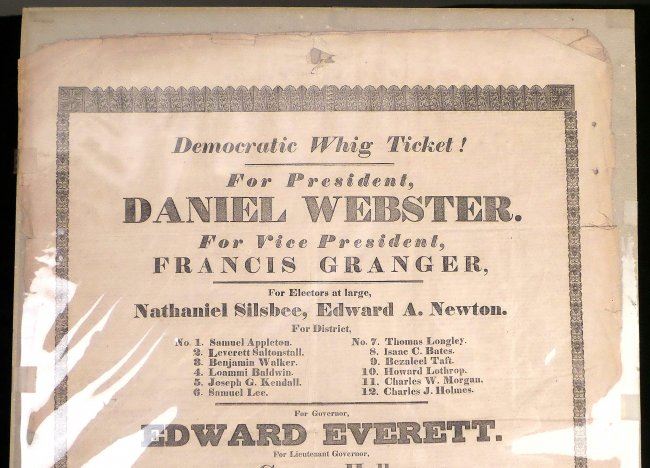 Democratic Whig Ticket!
For President,
DANIEL WEBSTER.
For Vice President,
FRANCIS GRANGER,
For Electors at large,
Nathaniel Silsbee, Edward A. Newton.
For District,
No. 1. Samuel Appleton. No. 7. Thomas Longley.
2. Leverett Saltonstall. 8. Isaac C. Bates.
3. Benjamin Walker. 9. Bezaleel Taft.
4. Loammi Baldwin. 10. Howard Lothrop.
5. Joseph G. Kendall. 11. Charles W. Morgan.
6. Samuel Lee. 12. Charles J. Holmes.
For Governor,
EDWARD EVERETT.
For Lieutenant Governor,